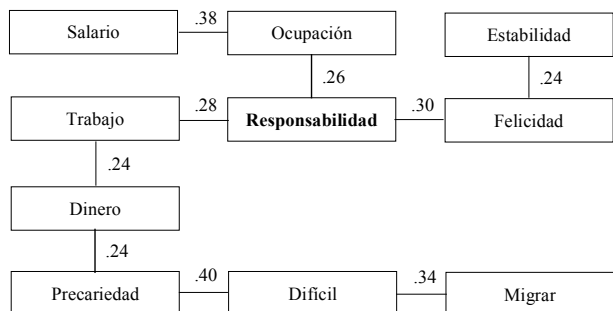 Salario
.38
Ocupación
Estabilidad
.26
.24
Trabajo
.28
Responsabilidad
.30
Felicidad
.24
Dinero
.24
Precariedad
.40
Difícil
.34
Migrar